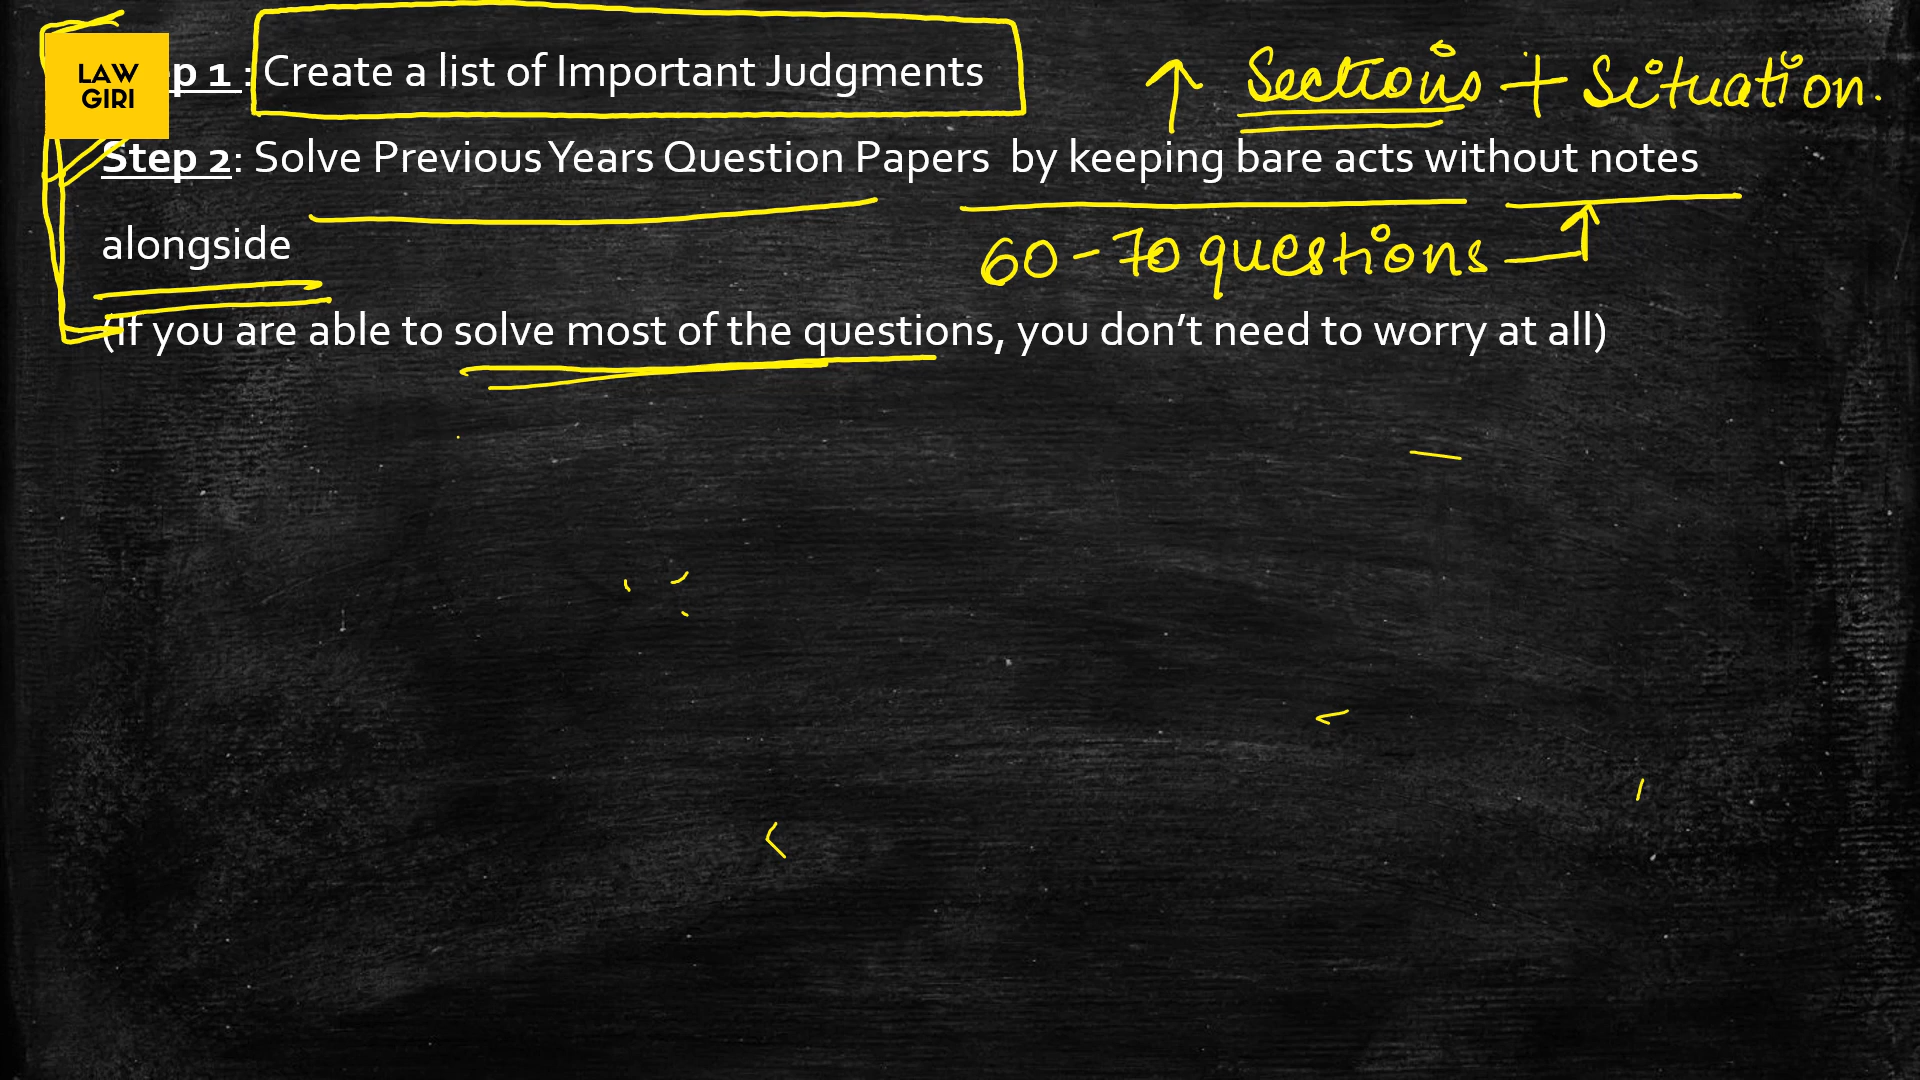 LAW
GIRI
p 1 : Create a list of Important Judgments
↑ Sections + Situation.
Step 2: Solve Previous Years Question Papers by keeping bare acts without notes
alongside
60-70 questions
(If you are able to solve most of the questions, you don’t need to worry at all)